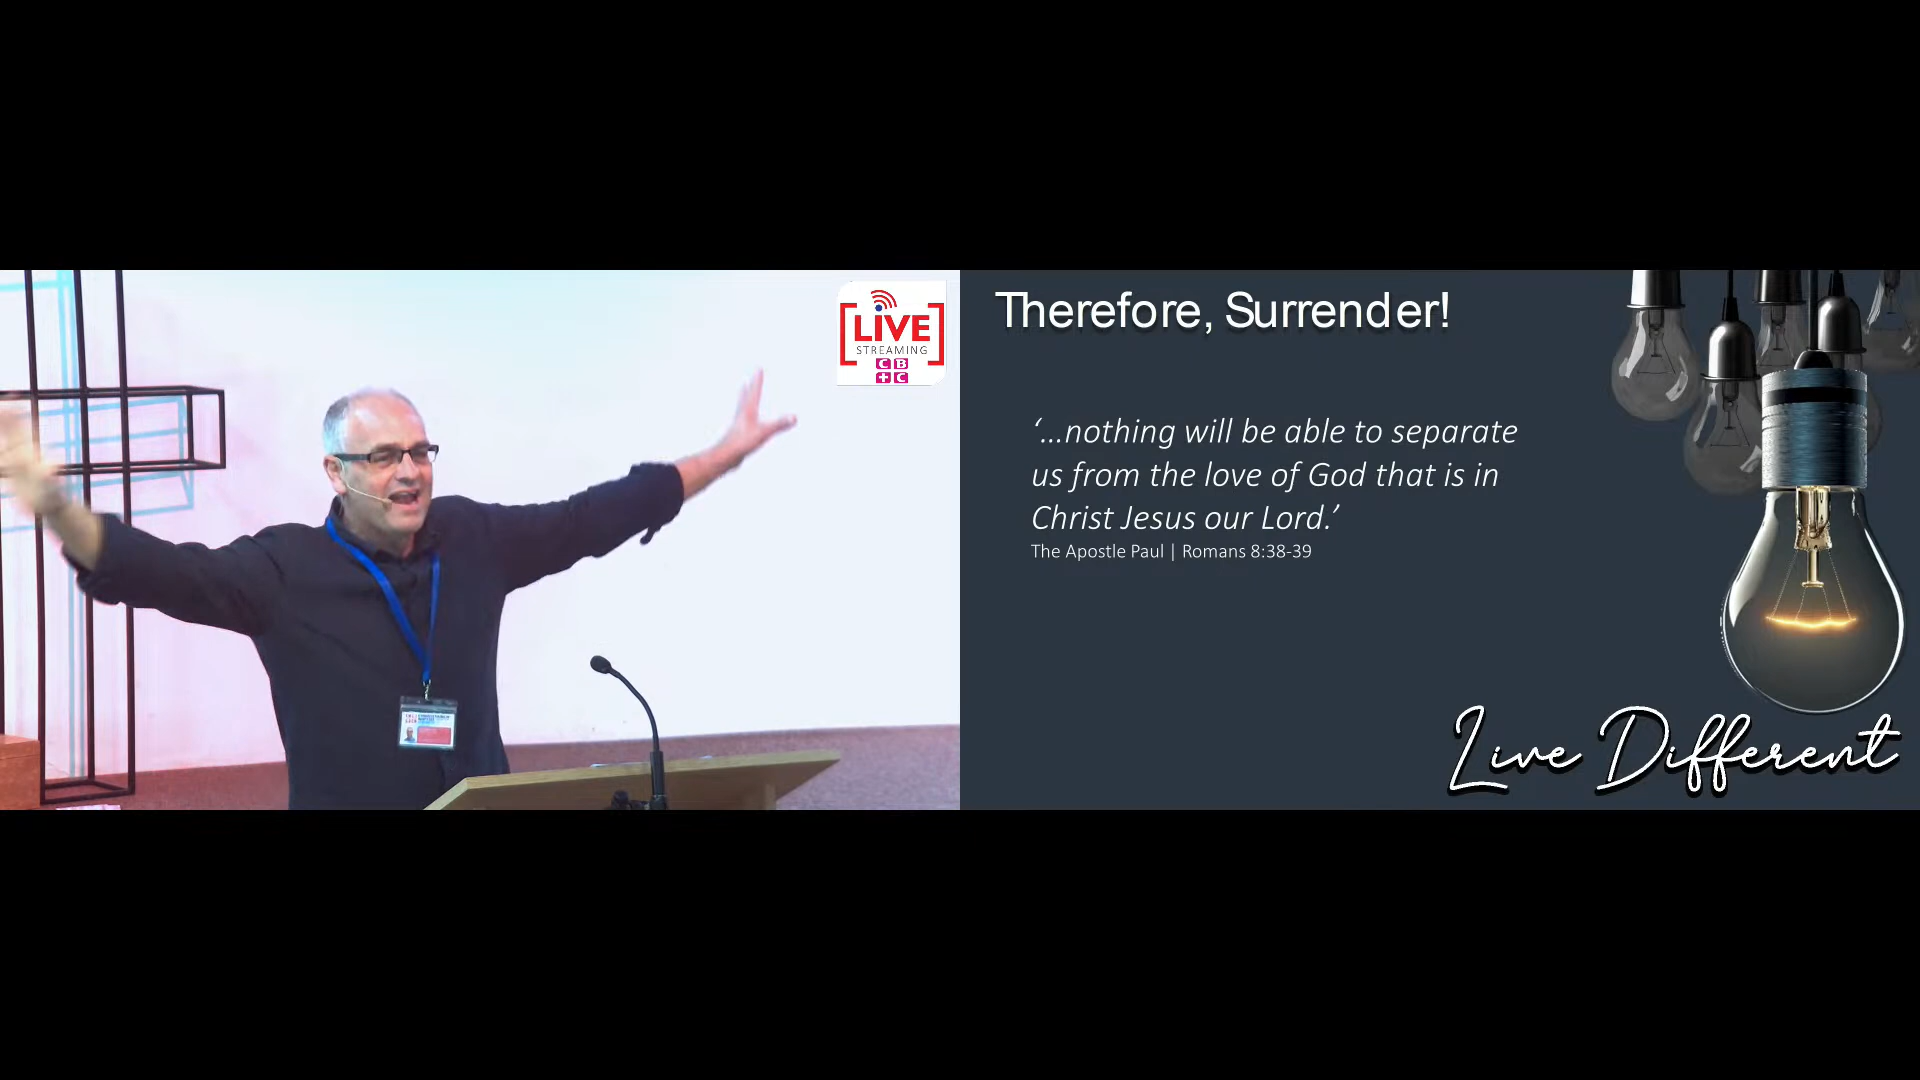 LIVE
STREAMING
C B
+ C
Therefore, Surrender!
‘...nothing will be able to separate
us from the love of God that is in
Christ Jesus our Lord.’
The Apostle Paul | Romans 8:38-39
Live Different